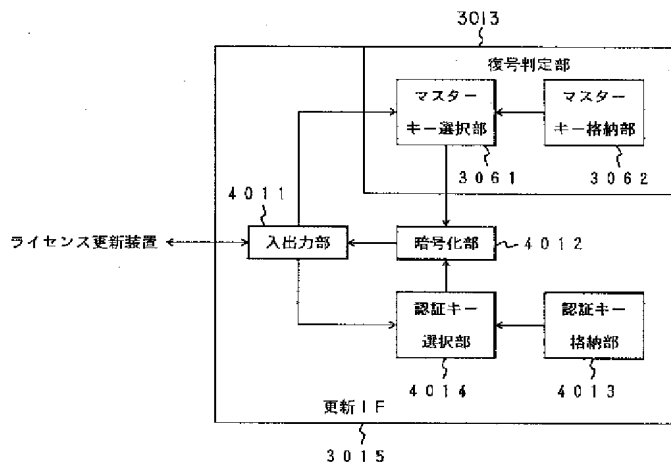 3013
復号判定部
マスター
キー選択部
マスター
キー格納部
3061
3062
4011
ライセンス更新装置
入出力部
暗号化部
4012
認証キー
選択部
認証キー
格納部
4014
4013
更新IF
3015